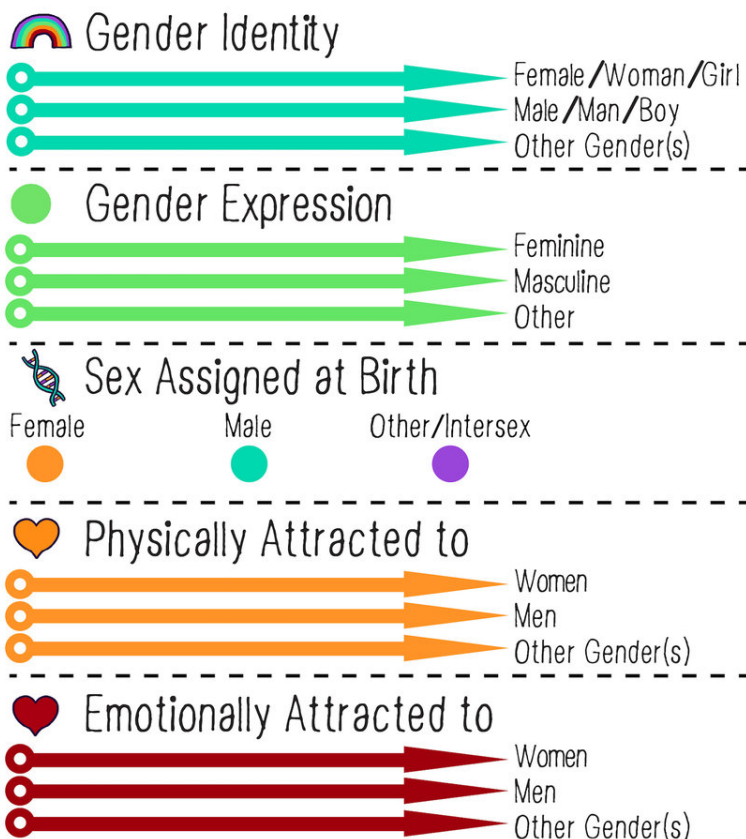 Gender Identity
Female/Woman/Girl
Male/Man/Boy
Other Gender(s)
Gender Expression
Feminine
Masculine
Other
Sex Assigned at Birth
Female Male Other/Intersex
Physically Attracted to
Women
Men
Other Gender(s)
Emotionally Attracted to
Women
Men
Other Gender(s)